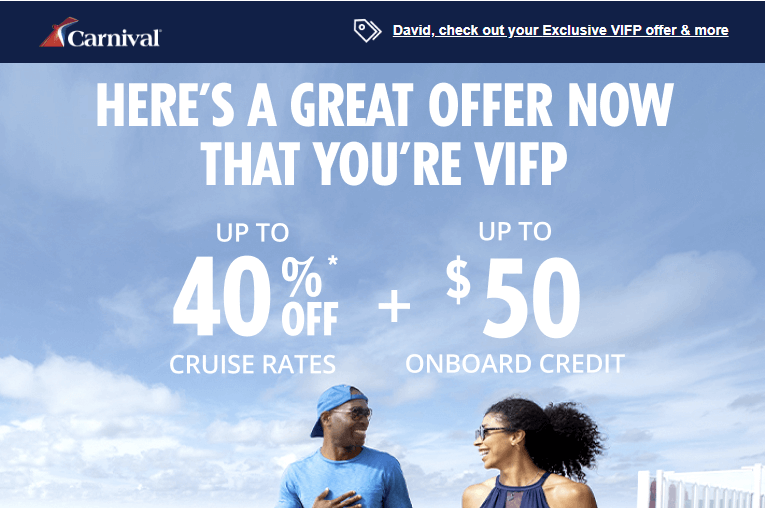 Carnival
David, check out your Exclusive VIFP offer & more
HERE'S A GREAT OFFER NOW
THAT YOU'RE VIFP
UP TO
40%* OFF
CRUISE RATES
+
UP TO
$50
ONBOARD CREDIT